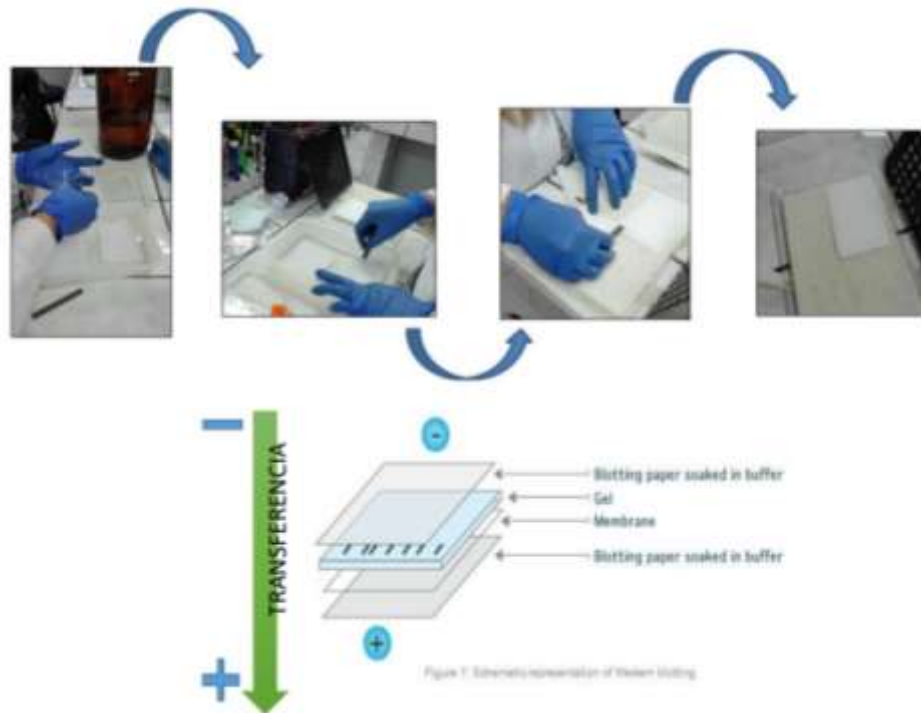 TRANSFERENCIA
-
Blotting paper soaked in buffer
Gel
Membrane
Blotting paper soaked in buffer
+
Figure 1. Schematic representation of Western blotting